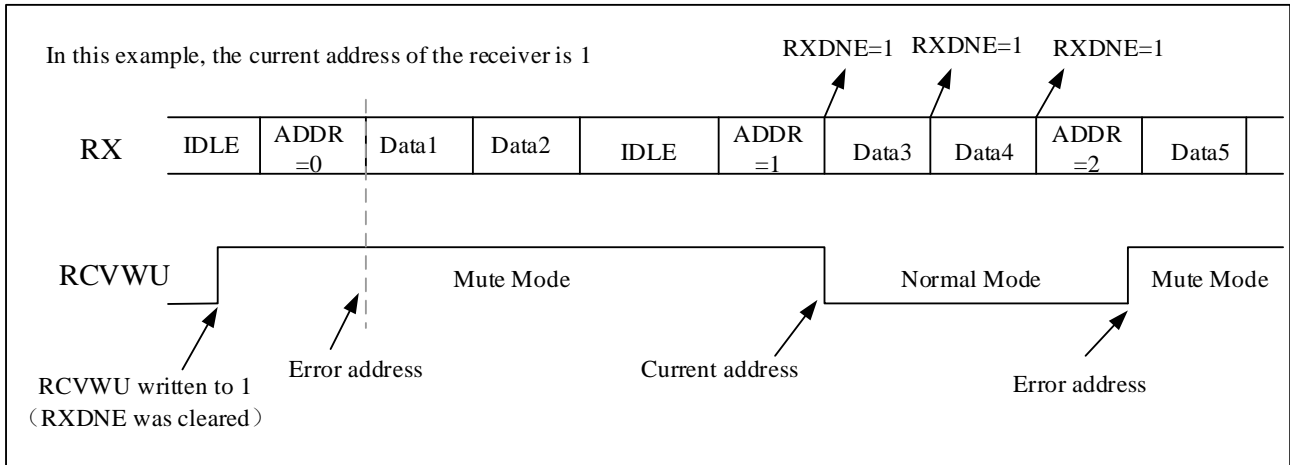 In this example, the current address of the receiver is 1
RXDNE=1 RXDNE=1 RXDNE=1
RX IDLE ADDR =0 Data1 Data2 IDLE ADDR =1 Data3 Data4 ADDR =2 Data5
RCVWU Mute Mode Normal Mode Mute Mode
RCVWU written to 1
（RXDNE was cleared）
Error address
Current address
Error address